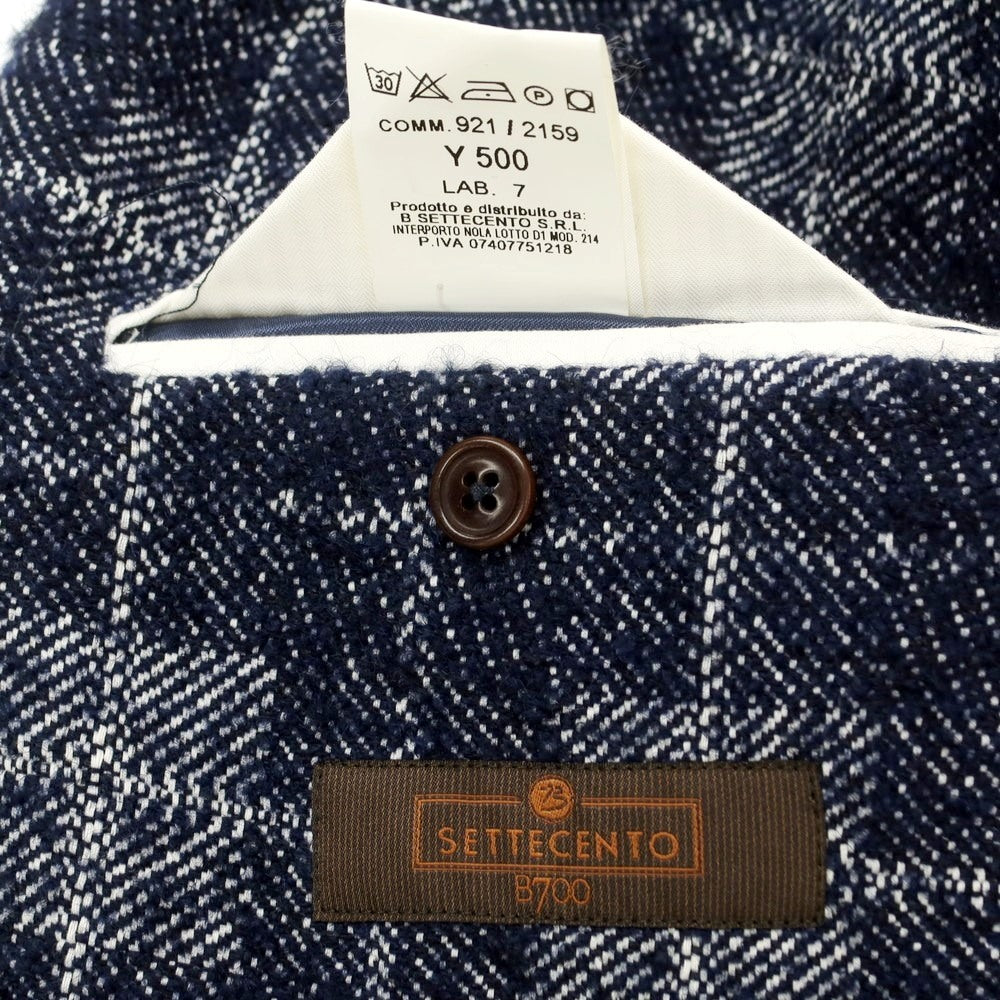 30
P
COMM. 921 / 2159
Y 500
LAB. 7
Prodotto e distribuito da:
B SETTECENTO S.R.L.
INTERPORTO NOLA LOTTO D1 MOD. 214
P.IVA 07407751218
SETTECENTO
B700